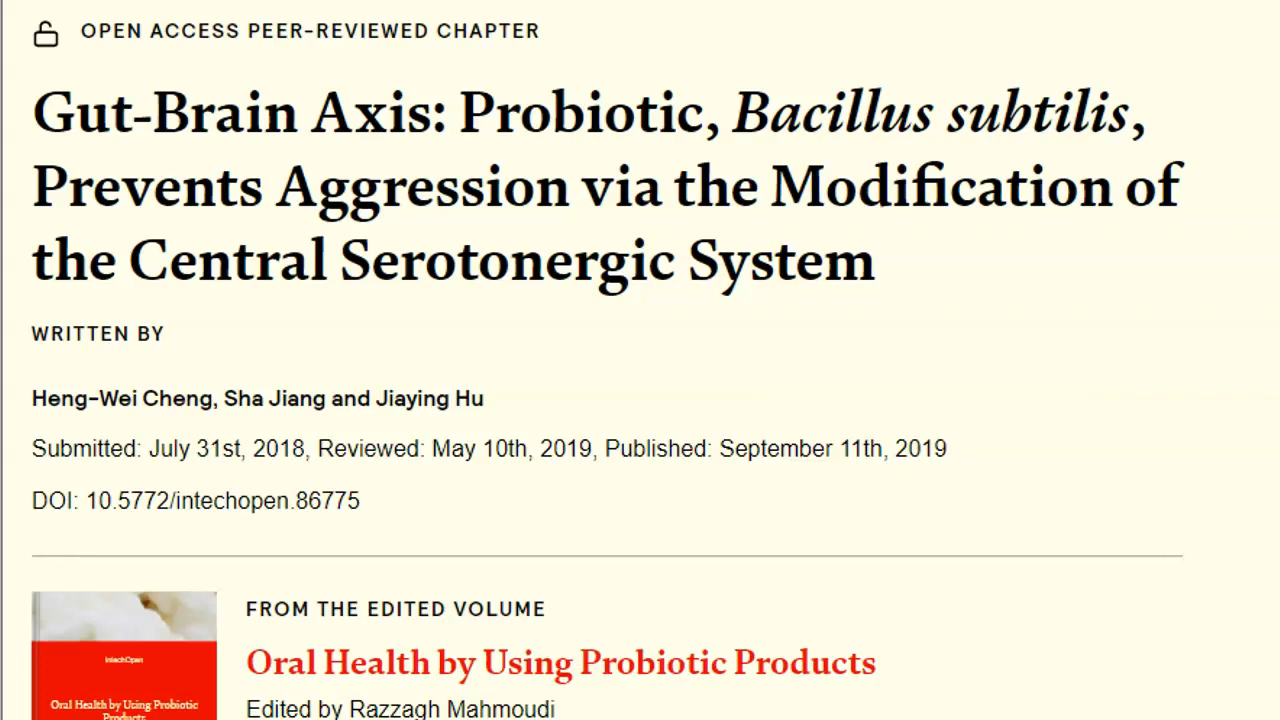 OPEN ACCESS PEER-REVIEWED CHAPTER
Gut-Brain Axis: Probiotic, Bacillus subtilis,
Prevents Aggression via the Modification of
the Central Serotonergic System
WRITTEN BY
Heng-Wei Cheng, Sha Jiang and Jiaying Hu
Submitted: July 31st, 2018, Reviewed: May 10th, 2019, Published: September 11th, 2019
DOI: 10.5772/intechopen.86775
FROM THE EDITED VOLUME
Oral Health by Using Probiotic Products
Edited by Razzagh Mahmoudi
IntechOpen
Oral Health by Using Probiotic
Products